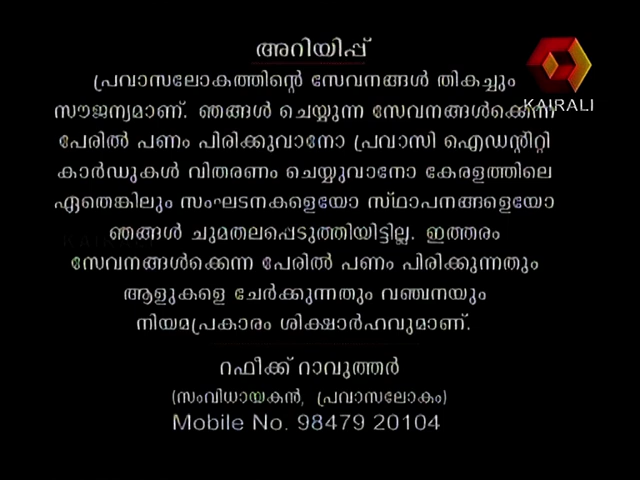 അറിയിപ്പ്
KAIRALI
പ്രവാസലോകത്തിന്റെ സേവനങ്ങൾ തികച്ചും
സൗജന്യമാണ്. ഞങ്ങൾ ചെയ്യുന്ന സേവനങ്ങൾക്കെന്ന
പേരിൽ പണം പിരിക്കുവാനോ പ്രവാസി ഐഡന്റിറ്റി
കാർഡുകൾ വിതരണം ചെയ്യുവാനോ കേരളത്തിലെ
ഏതെങ്കിലും സംഘടനകളെയോ സ്ഥാപനങ്ങളെയോ
ഞങ്ങൾ ചുമതലപ്പെടുത്തിയിട്ടില്ല. ഇത്തരം
സേവനങ്ങൾക്കെന്ന പേരിൽ പണം പിരിക്കുന്നതും
ആളുകളെ ചേർക്കുന്നതും വഞ്ചനയും
നിയമപ്രകാരം ശിക്ഷാർഹവുമാണ്.
റഫീക്ക് റാവുത്തർ
(സംവിധായകൻ, പ്രവാസലോകം)
Mobile No. 98479 20104